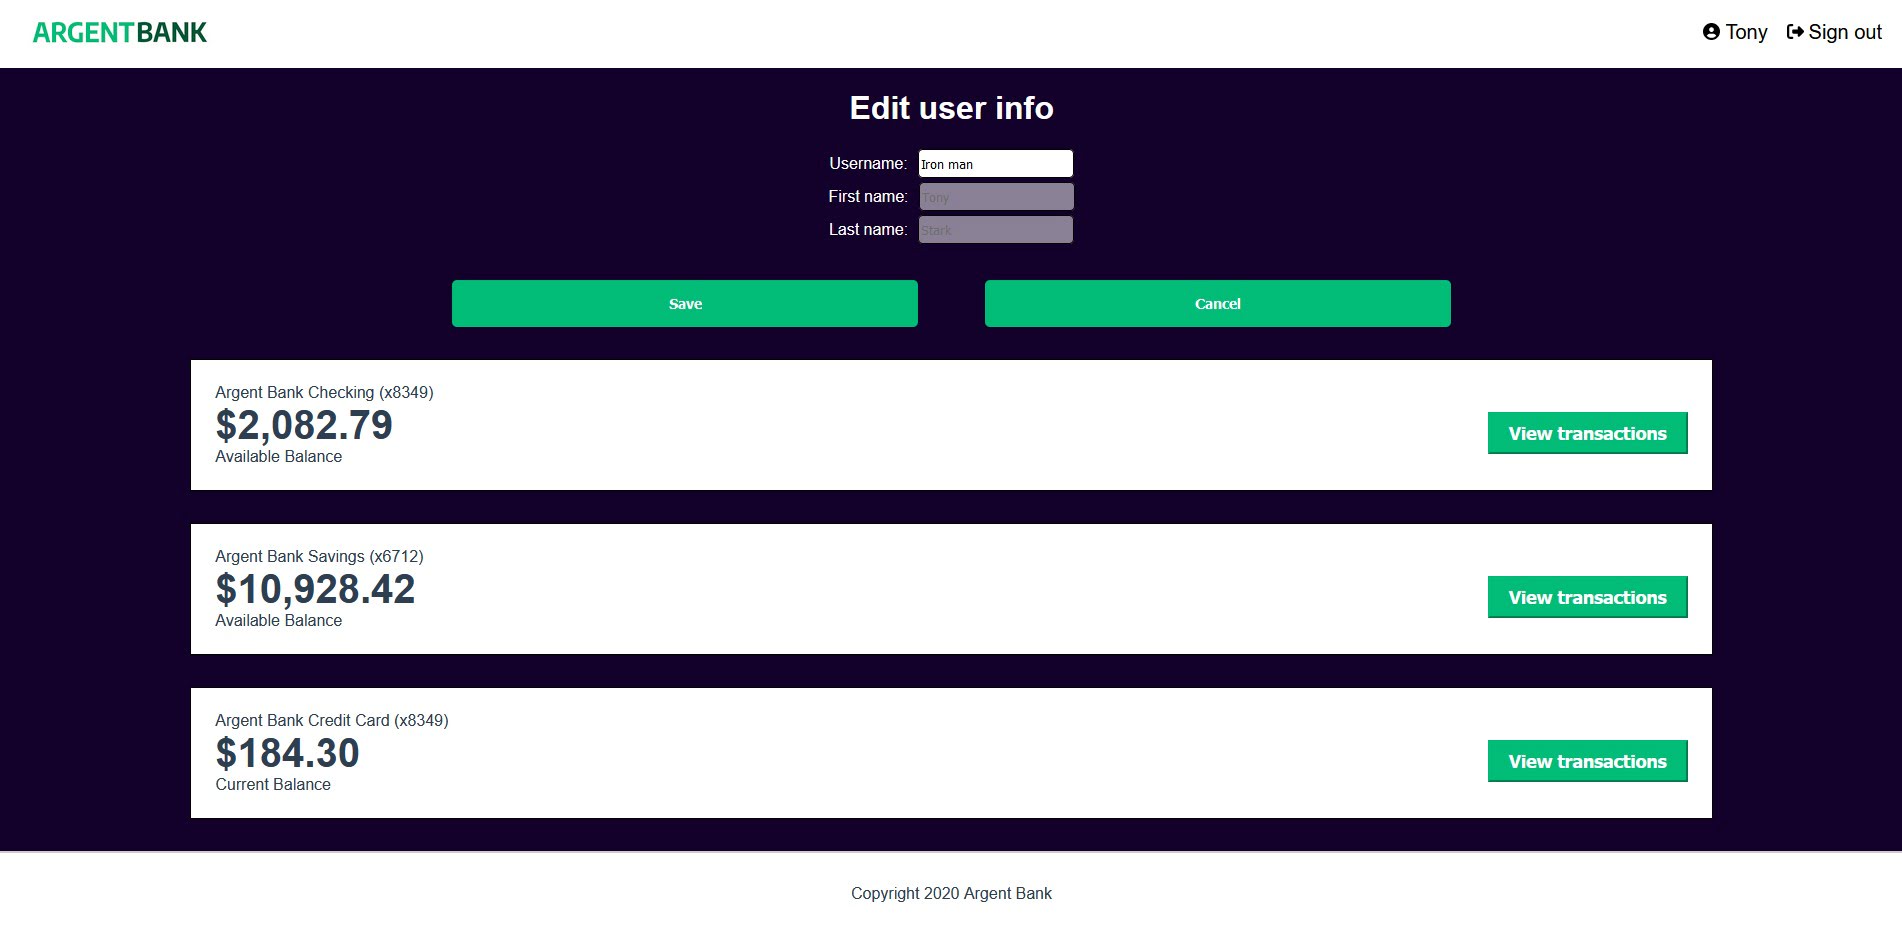 ARGENTBANK
Tony Sign out
Edit user info
Username: Iron man
First name: Tony
Last name: Stark
Save Cancel
Argent Bank Checking (x8349)
$2,082.79
Available Balance
View transactions
Argent Bank Savings (x6712)
$10,928.42
Available Balance
View transactions
Argent Bank Credit Card (x8349)
$184.30
Current Balance
View transactions
Copyright 2020 Argent Bank